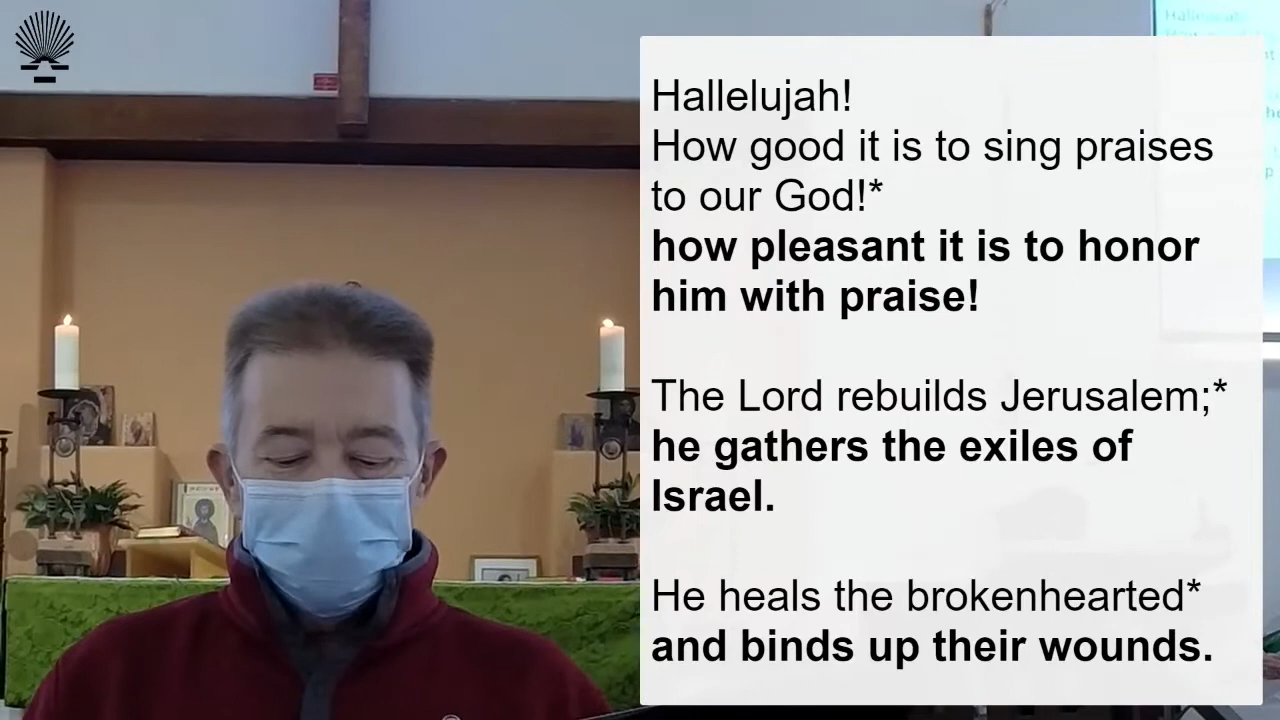 Hallelujah!
How good it is to sing praises
to our God!*
how pleasant it is to honor
him with praise!
The Lord rebuilds Jerusalem;*
he gathers the exiles of
Israel.
He heals the brokenhearted*
and binds up their wounds.